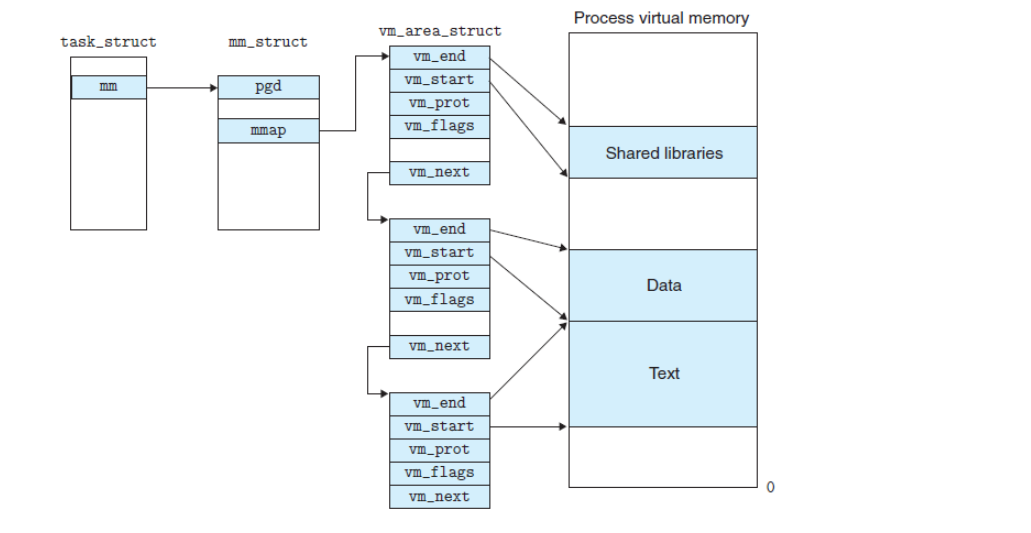 Process virtual memory
task_struct
mm_struct
vm_area_struct
mm
pgd
mmap
vm_end
vm_start
vm_prot
vm_flags
vm_next
vm_end
vm_start
vm_prot
vm_flags
vm_next
vm_end
vm_start
vm_prot
vm_flags
vm_next
Shared libraries
Data
Text
0